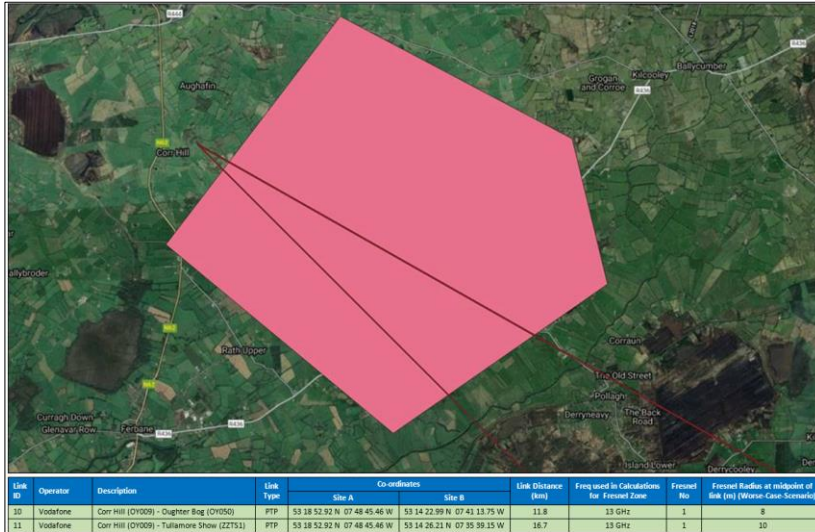 R444
R436
Ballycumber
Kilcooley
Grogan
and Corroe
R436
Aughafin
N62
Corr Hill
N62
Rath Upper
Corraun
The Old Street
Pollagh
Derryneavy
The Back
Road
N62
Curragh Down
Glenavar Row
Ferbane
R436
R436
Island Lower
Derrycooley
Link ID Operator Description Link Type Co-ordinates Link Distance (km) Freq used in Calculations for Fresnel Zone Fresnel No Fresnel Radius at midpoint of link (m) (Worse-Case-Scenario)
Site A Site B
10 Vodafone Corr Hill (OY009) - Oughter Bog (OY050) PTP 53 18 52.92 N 07 48 45.46 W 53 14 22.99 N 07 41 13.75 W 11.8 13 GHz 1 8
11 Vodafone Corr Hill (OY009) - Tullamore Show (ZZT51) PTP 53 18 52.92 N 07 48 45.46 W 53 14 26.21 N 07 35 39.15 W 16.7 13 GHz 1 10